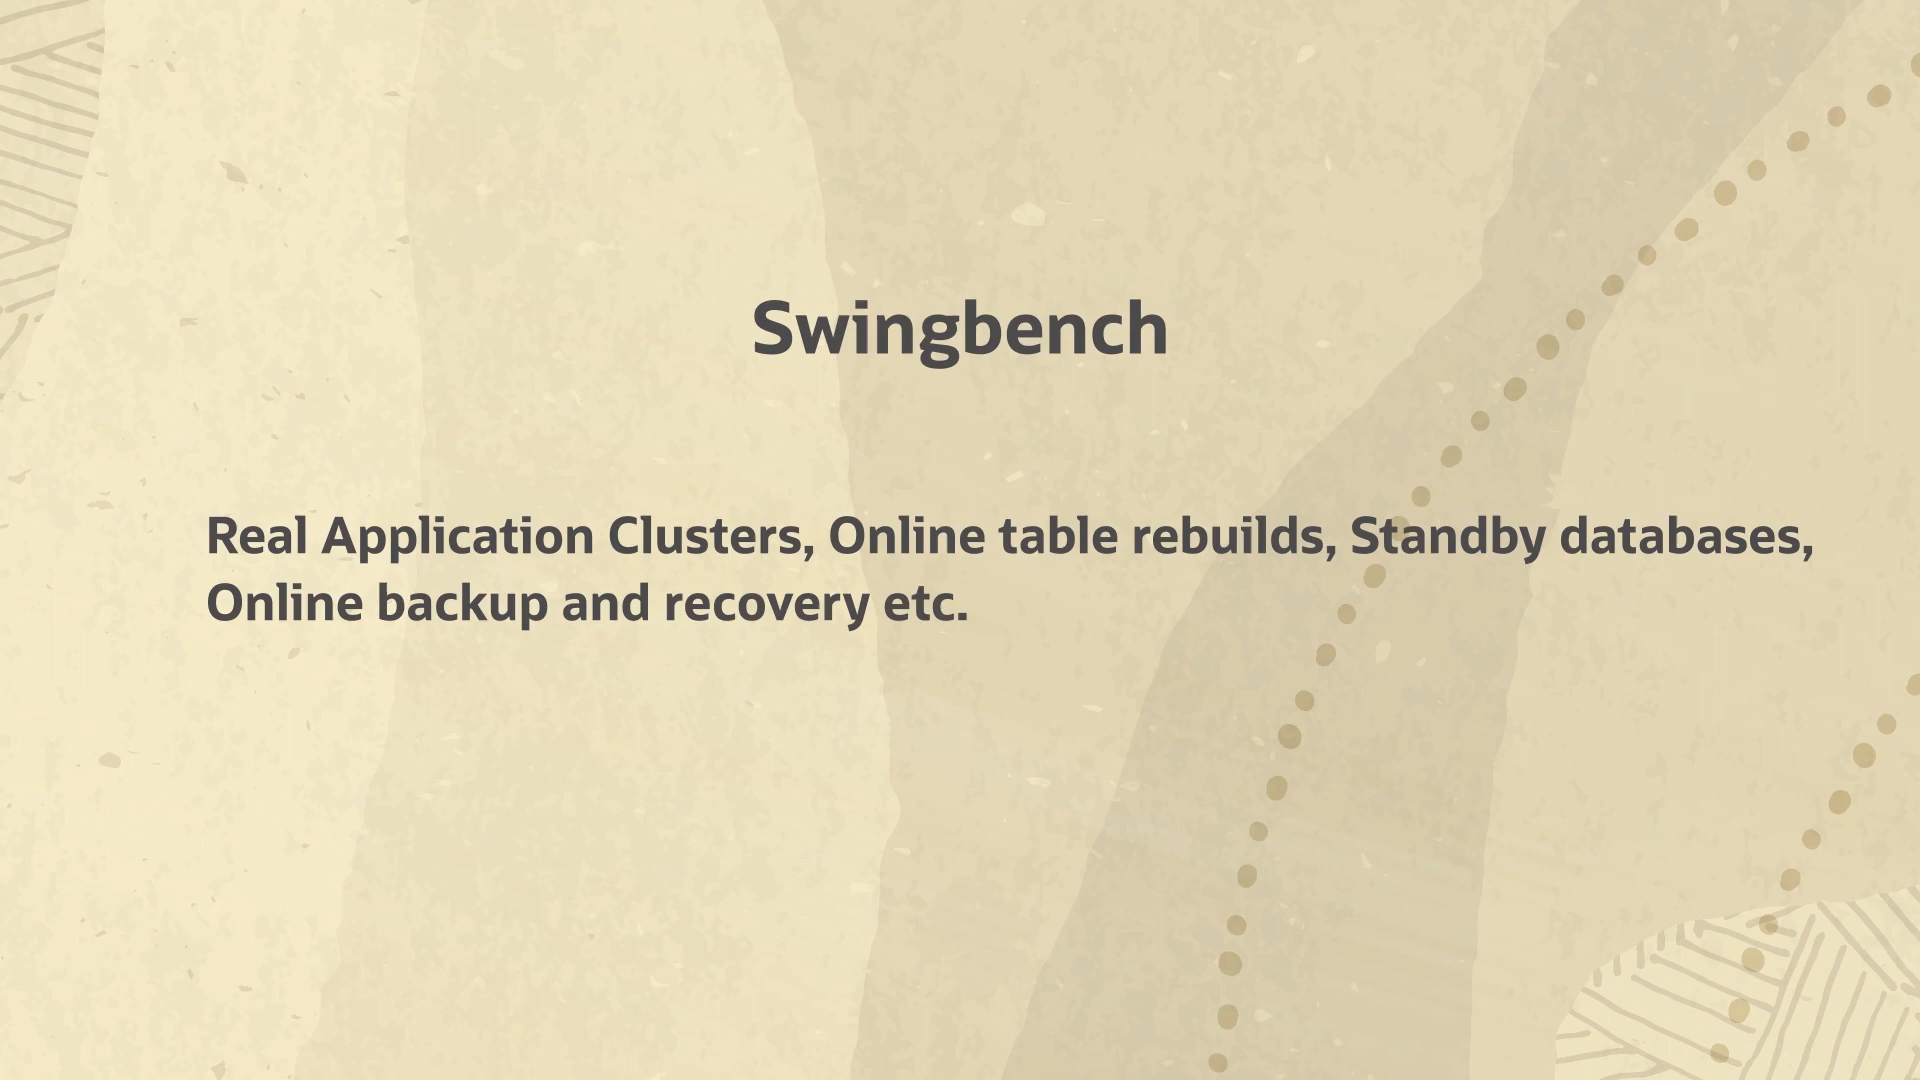 Swingbench
Real Application Clusters, Online table rebuilds, Standby databases,
Online backup and recovery etc.